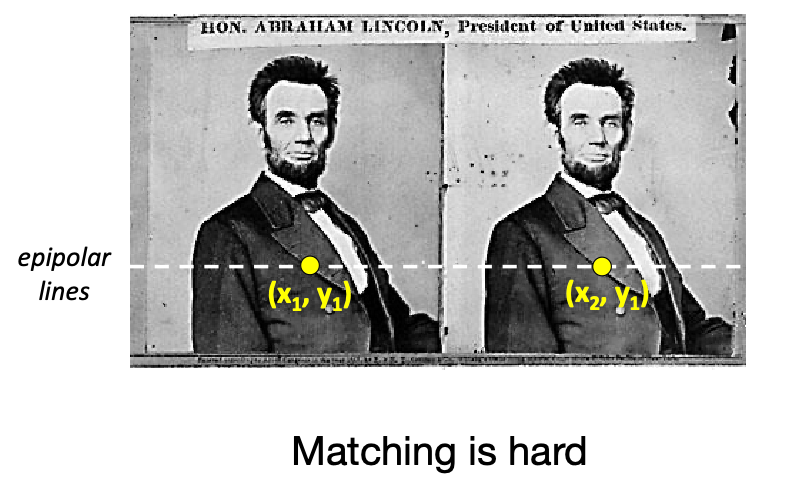 HON. ABRAHAM LINCOLN, President of United States.
epipolar
lines
(x₁, y₁)
(x₂, y₁)
Matching is hard